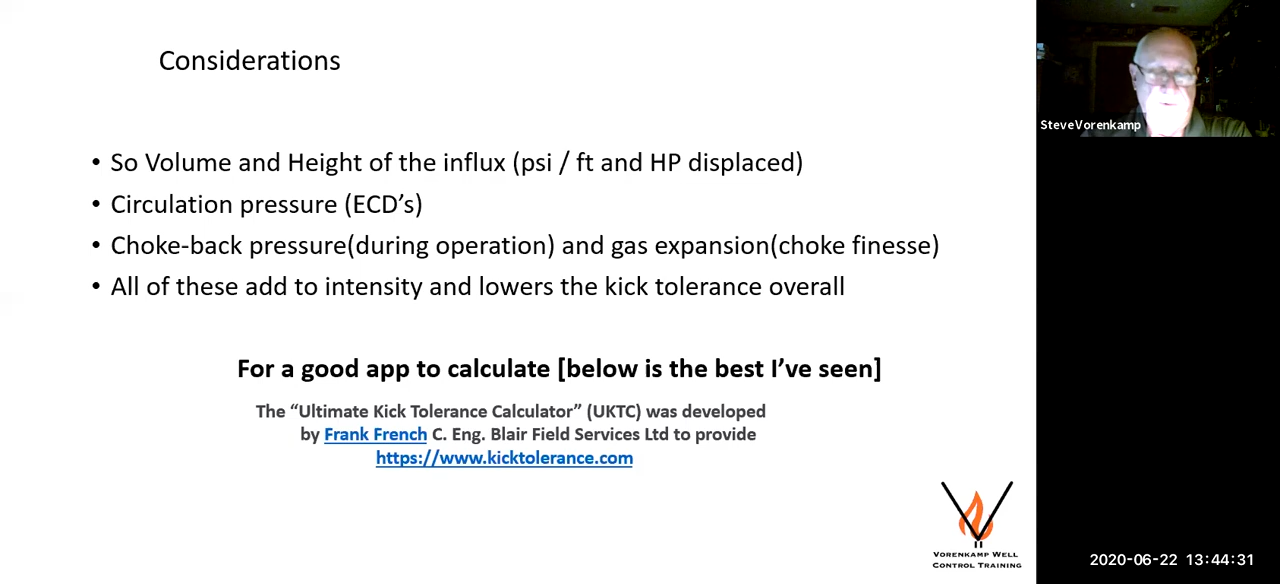 Considerations
• So Volume and Height of the influx (psi / ft and HP displaced)
• Circulation pressure (ECD’s)
• Choke-back pressure(during operation) and gas expansion(choke finesse)
• All of these add to intensity and lowers the kick tolerance overall
For a good app to calculate [below is the best I’ve seen]
The “Ultimate Kick Tolerance Calculator” (UKTC) was developed
by Frank French C. Eng. Blair Field Services Ltd to provide
https://www.kicktolerance.com
Vorenkamp Well
Control Training
SteveVorenkamp
2020-06-22 13:44:31